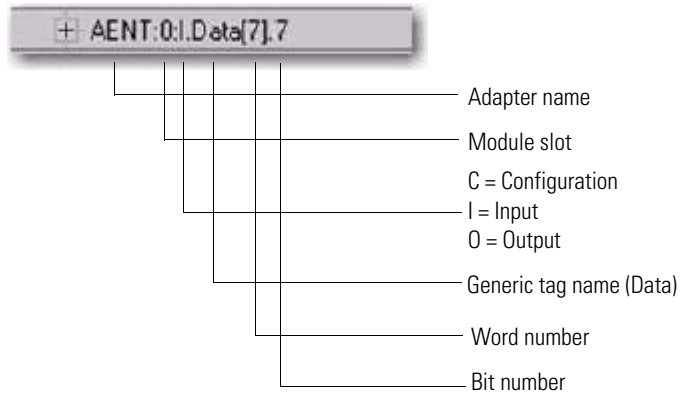 AENT:0:I.Data[7].7
Adapter name
Module slot
C = Configuration
I = Input
O = Output
Generic tag name (Data)
Word number
Bit number